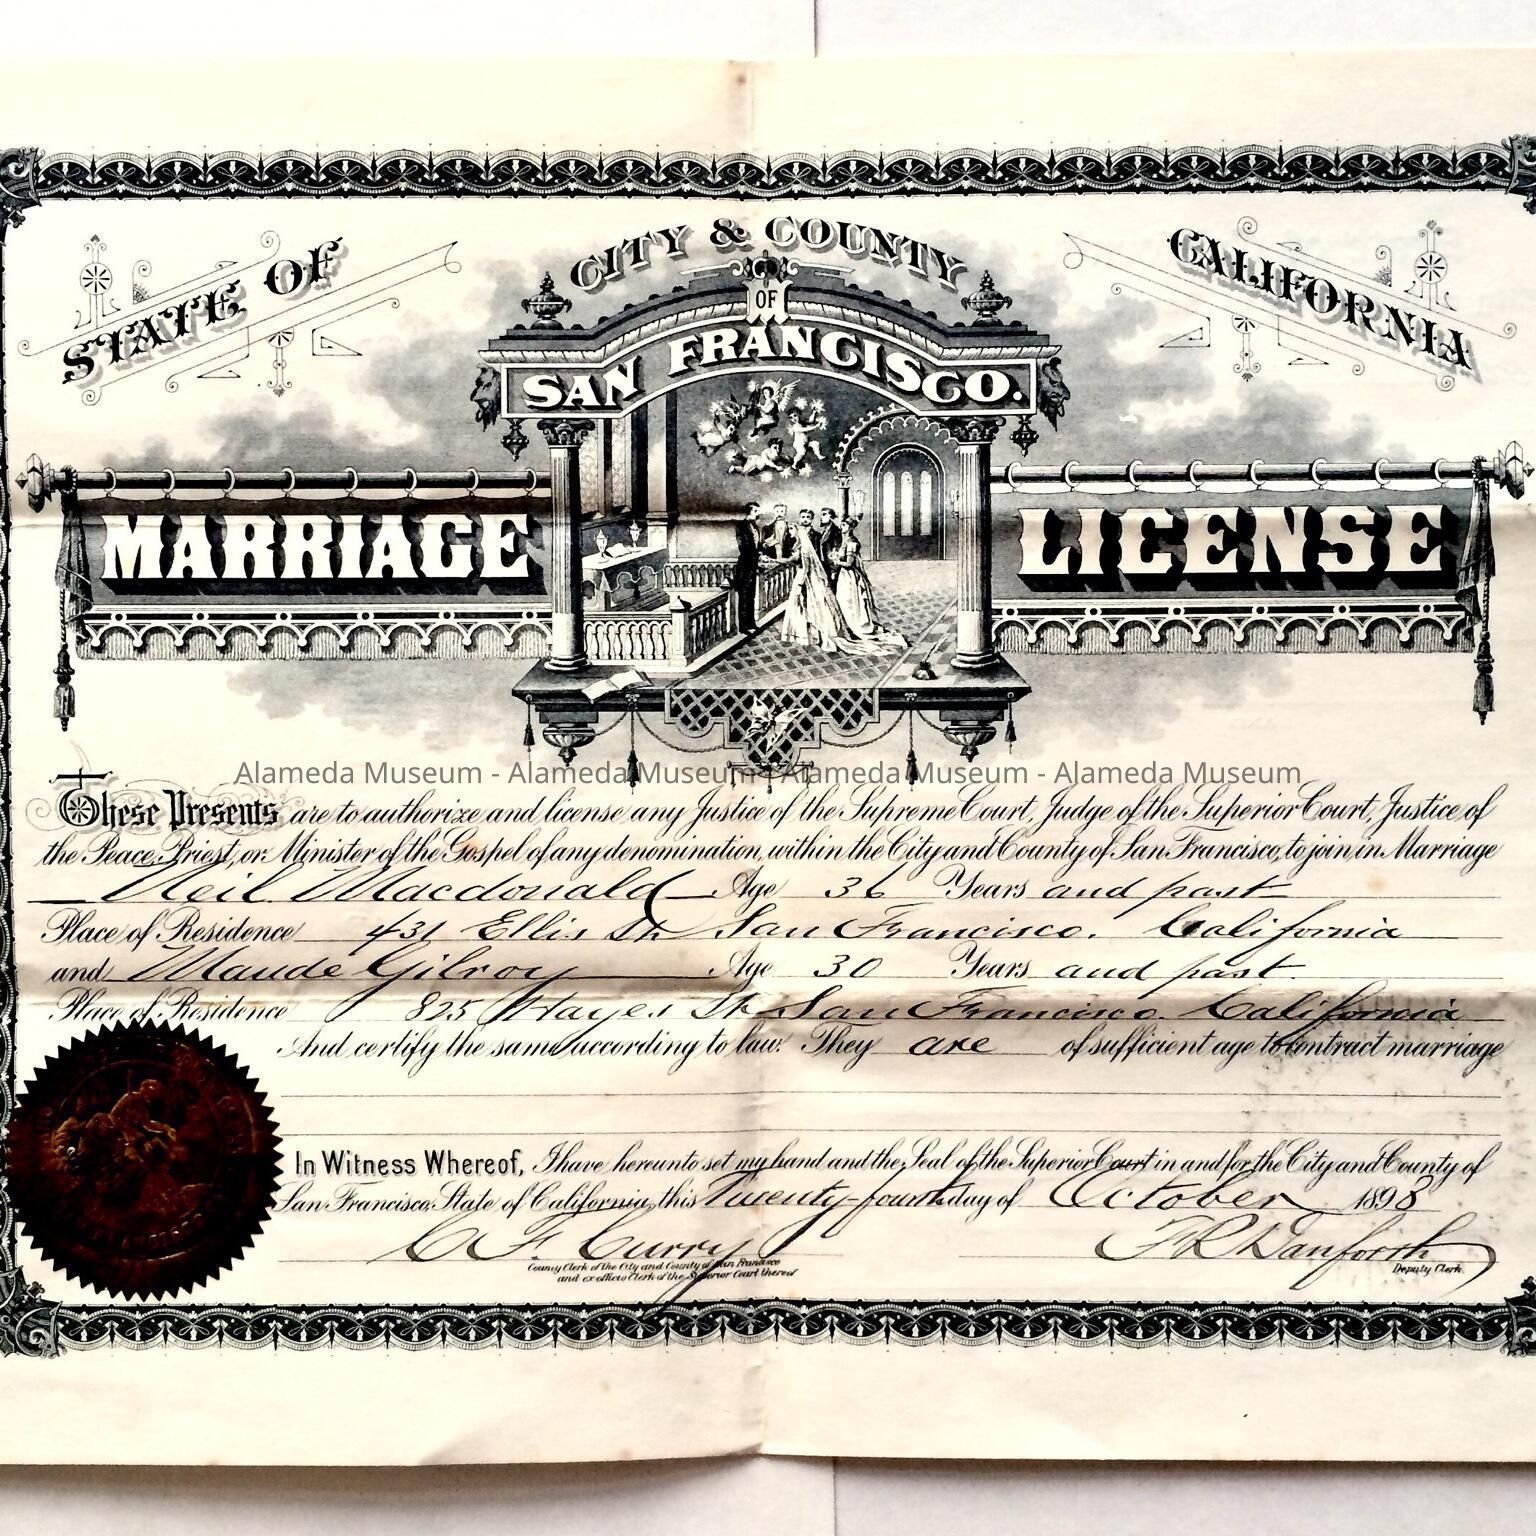 STATE OF
CITY & COUNTY
OF
SAN FRANCISCO.
CALIFORNIA
MARRIAGE LICENSE
Alameda Museum - Alameda Museum - Alameda Museum - Alameda Museum
These Presents are to authorize and license any Justice of the Supreme Court, Judge of the Superior Court, Justice of
the Peace, Priest, or Minister of the Gospel of any denomination, within the City and County of San Francisco, to join in Marriage
Neil Macdonald Age 36 Years and past
Place of Residence 431 Ellis St San Francisco. California
and Maude Gilroy Age 30 Years and past.
Place of Residence 825 Hayes St San Francisco. California
And certify the same according to law. They are of sufficient age to contract marriage
In Witness Whereof, I have hereunto set my hand and the Seal of the Superior Court in and for the City and County of
San Francisco, State of California, this Twenty-fourth day of October 1898
C. F. Curry
County Clerk of the City and County of San Francisco
and ex-officio Clerk of the Superior Court thereof
F R Danforth
Deputy Clerk.